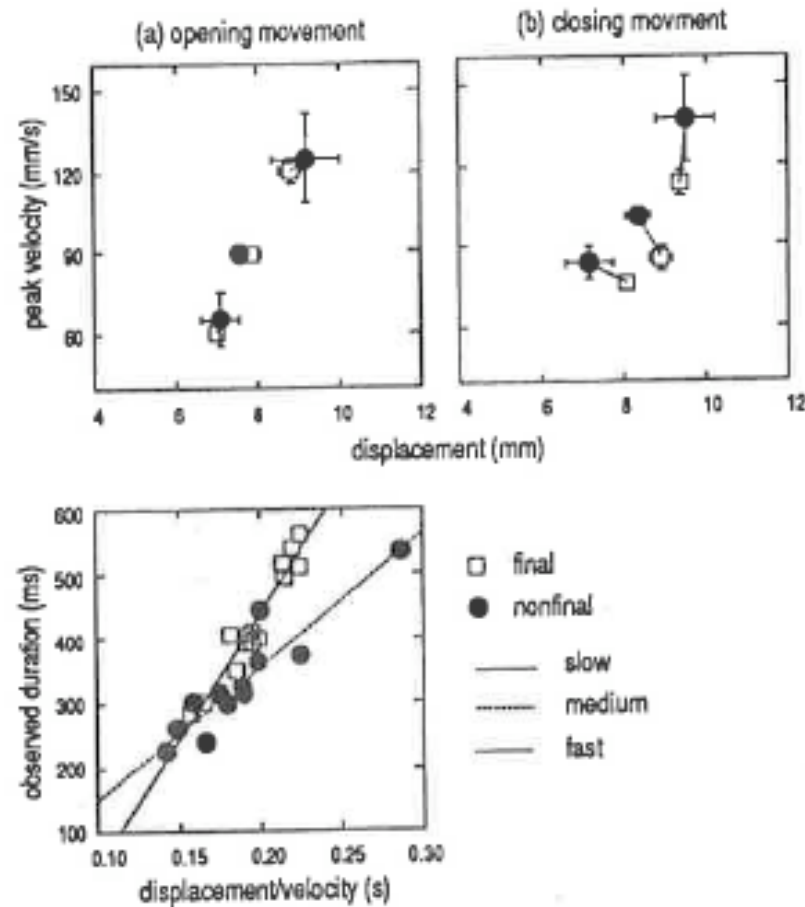 (a) opening movement
(b) closing movment
peak velocity (mm/s)
150
120
90
60
4 6 8 10 12
4 6 8 10 12
displacement (mm)
observed duration (ms)
600
500
400
300
200
100
0.10 0.15 0.20 0.25 0.30
displacement/velocity (s)
final
nonfinal
slow
medium
fast